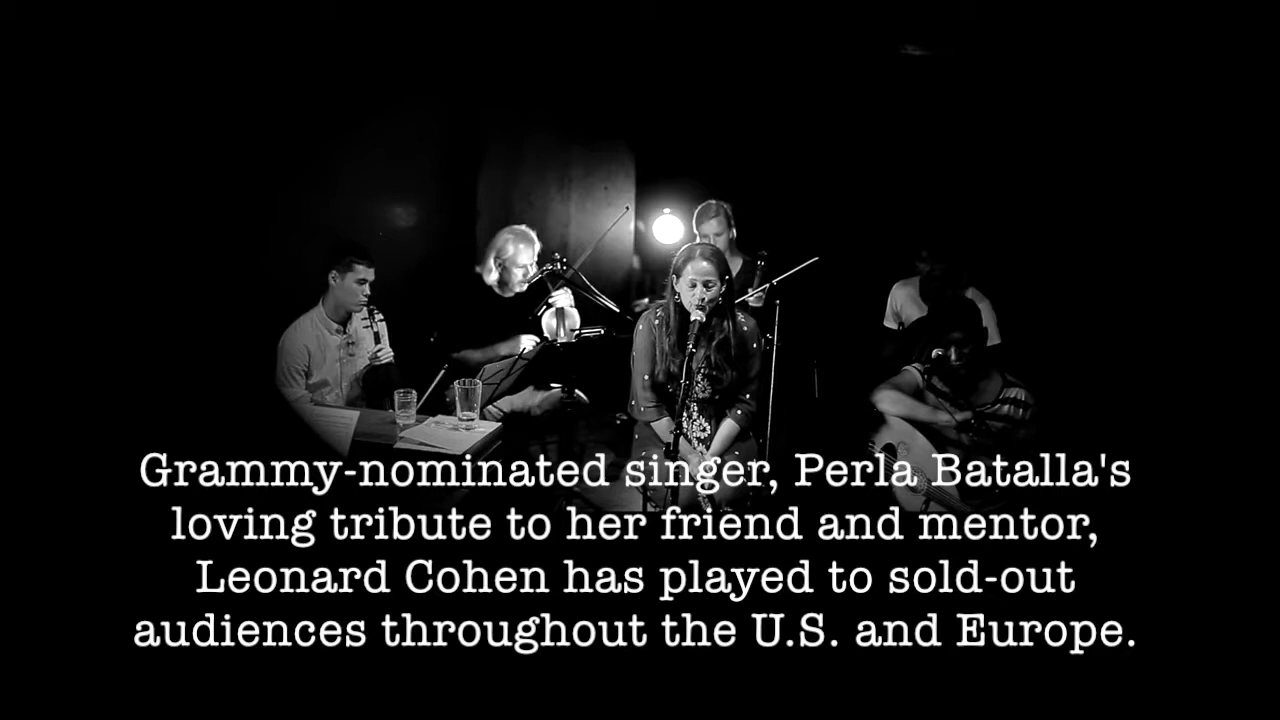 Grammy-nominated singer, Perla Batalla's
loving tribute to her friend and mentor,
Leonard Cohen has played to sold-out
audiences throughout the U.S. and Europe.